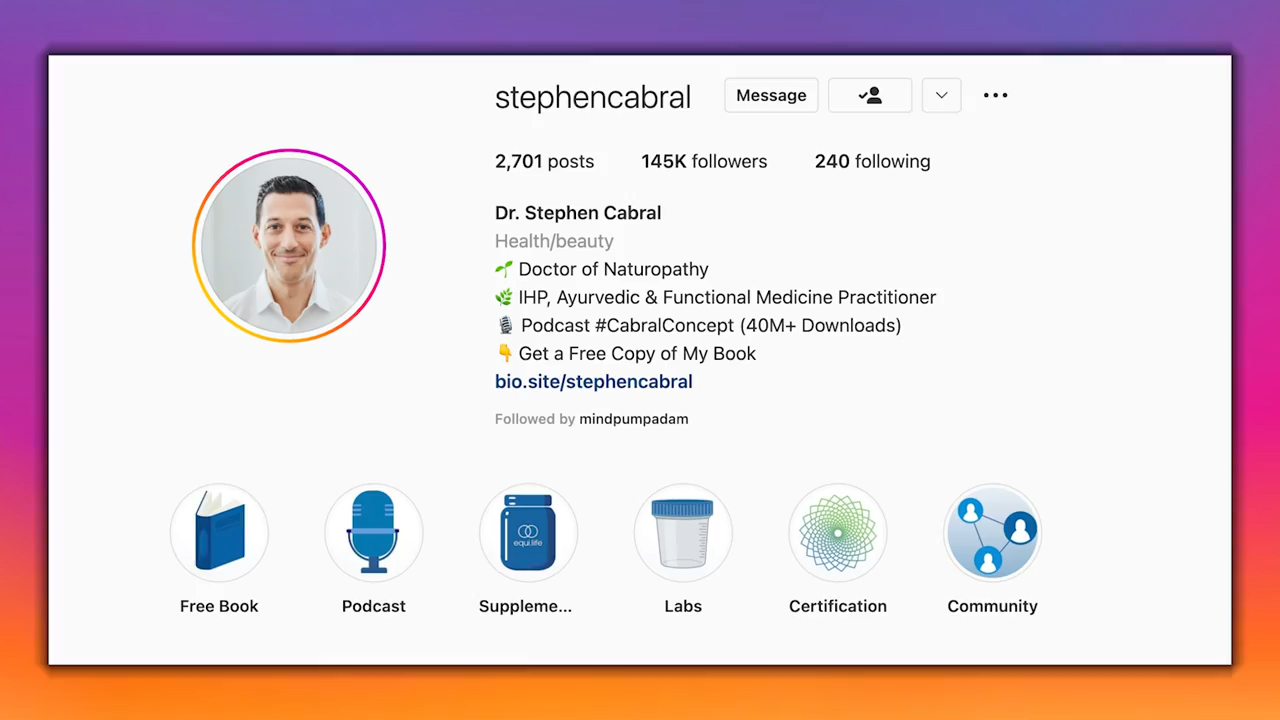 stephencabral Message
2,701 posts 145K followers 240 following
Dr. Stephen Cabral
Health/beauty
🌱 Doctor of Naturopathy
🌿 IHP, Ayurvedic & Functional Medicine Practitioner
🎙️ Podcast #CabralConcept (40M+ Downloads)
👇 Get a Free Copy of My Book
bio.site/stephencabral
Followed by mindpumpadam
equi.life
Free Book Podcast Suppleme... Labs Certification Community